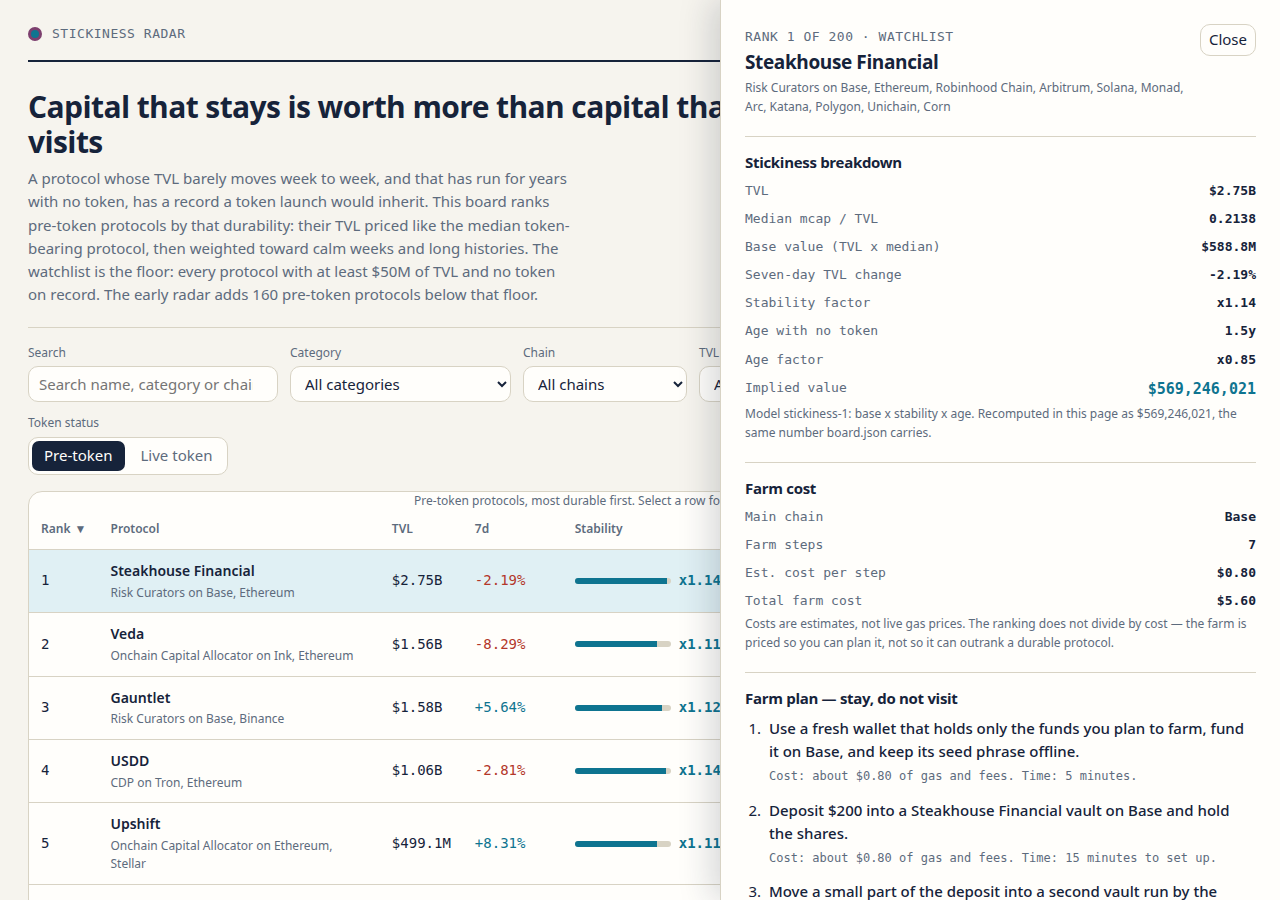 STICKINESS RADAR
Capital that stays is worth more than capital tha
visits
A protocol whose TVL barely moves week to week, and that has run for years
with no token, has a record a token launch would inherit. This board ranks
pre-token protocols by that durability: their TVL priced like the median token-
bearing protocol, then weighted toward calm weeks and long histories. The
watchlist is the floor: every protocol with at least $50M of TVL and no token
on record. The early radar adds 160 pre-token protocols below that floor.
Search
Category
Chain
TVL
Search name, category or chai
All categories
All chains
A
Token status
Pre-token
Live token
Pre-token protocols, most durable first. Select a row fo
Rank ▼ Protocol TVL 7d Stability
1 Steakhouse Financial $2.75B -2.19% x1.14
Risk Curators on Base, Ethereum
2 Veda $1.56B -8.29% x1.11
Onchain Capital Allocator on Ink, Ethereum
3 Gauntlet $1.58B +5.64% x1.12
Risk Curators on Base, Binance
4 USDD $1.06B -2.81% x1.14
CDP on Tron, Ethereum
5 Upshift $499.1M +8.31% x1.11
Onchain Capital Allocator on Ethereum,
Stellar
RANK 1 OF 200 · WATCHLIST
Close
Steakhouse Financial
Risk Curators on Base, Ethereum, Robinhood Chain, Arbitrum, Solana, Monad,
Arc, Katana, Polygon, Unichain, Corn
Stickiness breakdown
TVL $2.75B
Median mcap / TVL 0.2138
Base value (TVL x median) $588.8M
Seven-day TVL change -2.19%
Stability factor x1.14
Age with no token 1.5y
Age factor x0.85
Implied value $569,246,021
Model stickiness-1: base x stability x age. Recomputed in this page as $569,246,021, the
same number board.json carries.
Farm cost
Main chain Base
Farm steps 7
Est. cost per step $0.80
Total farm cost $5.60
Costs are estimates, not live gas prices. The ranking does not divide by cost — the farm is
priced so you can plan it, not so it can outrank a durable protocol.
Farm plan — stay, do not visit
1. Use a fresh wallet that holds only the funds you plan to farm, fund
it on Base, and keep its seed phrase offline.
Cost: about $0.80 of gas and fees. Time: 5 minutes.
2. Deposit $200 into a Steakhouse Financial vault on Base and hold
the shares.
Cost: about $0.80 of gas and fees. Time: 15 minutes to set up.
3. Move a small part of the deposit into a second vault run by the